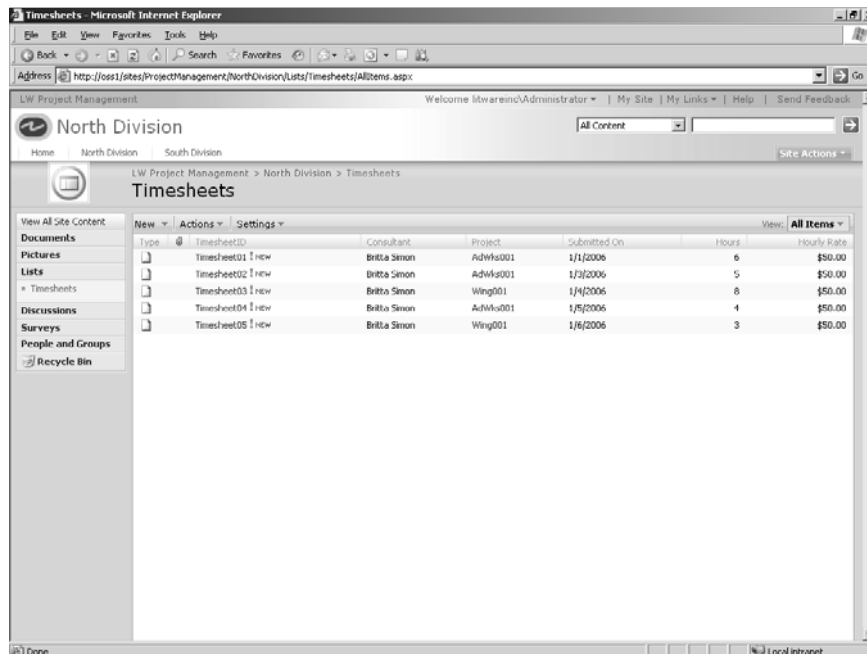 Timesheets - Microsoft Internet Explorer
File Edit View Favorites Tools Help
Back Search Favorites
Address http://oss1/sites/ProjectManagement/NorthDivision/Lists/Timesheets/AllItems.aspx Go
LW Project Management Welcome litwareinc\Administrator | My Site | My Links | Help | Send Feedback
North Division All Content
Home North Division South Division Site Actions
LW Project Management > North Division > Timesheets
Timesheets
View All Site Content New Actions Settings View: All Items
Documents Type TimesheetID Consultant Project Submitted On Hours Hourly Rate
Pictures Timesheet01 ! NEW Britta Simon AdWks001 1/1/2006 6 $50.00
Lists Timesheet02 ! NEW Britta Simon AdWks001 1/3/2006 5 $50.00
Timesheets Timesheet03 ! NEW Britta Simon Wing001 1/4/2006 8 $50.00
Discussions Timesheet04 ! NEW Britta Simon AdWks001 1/5/2006 4 $50.00
Surveys Timesheet05 ! NEW Britta Simon Wing001 1/6/2006 3 $50.00
People and Groups
Recycle Bin
Done Local intranet